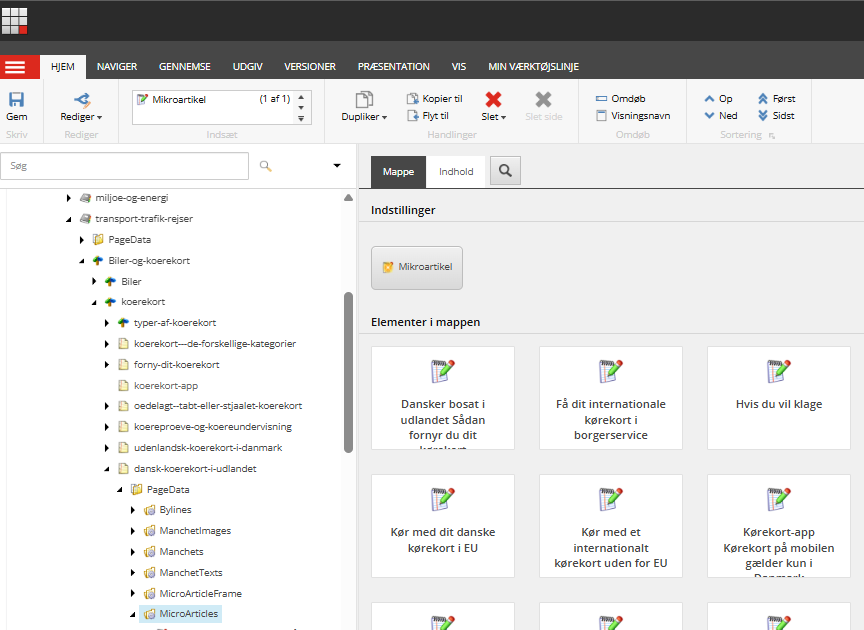 HJEM NAVIGER GENNEMSE UDGIV VERSIONER PRÆSENTATION VIS MIN VÆRKTØJSLINJE
Gem
Skriv
Rediger
Rediger
Mikroartikel (1 af 1)
Indsæt
Dupliker
Kopier til
Flyt til
Slet
Slet side
Handlinger
Omdøb
Visningsnavn
Omdøb
Op
Ned
Først
Sidst
Sortering
Søg
miljoe-og-energi
transport-trafik-rejser
PageData
Biler-og-koerekort
Biler
koerekort
typer-af-koerekort
koerekort---de-forskellige-kategorier
forny-dit-koerekort
koerekort-app
oedelagt--tabt-eller-stjaalet-koerekort
koereproeve-og-koereundervisning
udenlandsk-koerekort-i-danmark
dansk-koerekort-i-udlandet
PageData
Bylines
ManchetImages
Manchets
ManchetTexts
MicroArticleFrame
MicroArticles
Mappe Indhold
Indstillinger
Mikroartikel
Elementer i mappen
Dansker bosat i
udlandet Sådan
fornyr du dit
kørekort
Få dit internationale
kørekort i
borgerservice
Hvis du vil klage
Kør med dit danske
kørekort i EU
Kør med et
internationalt
kørekort uden for EU
Kørekort-app
Kørekort på mobilen
gælder kun i
Danmark